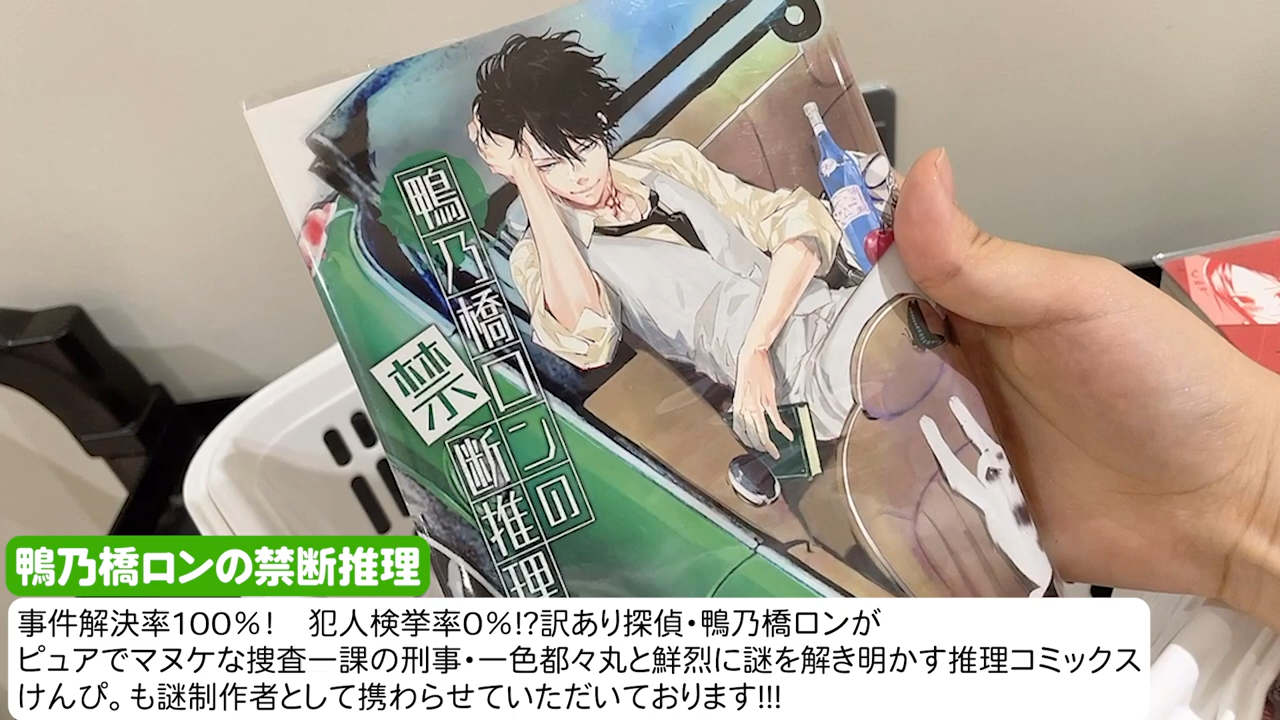 鴨乃橋ロンの
禁断推理
鴨乃橋ロンの禁断推理
事件解決率100%!　犯人検挙率0%!?訳あり探偵・鴨乃橋ロンが
ピュアでマヌケな捜査一課の刑事・一色都々丸と鮮烈に謎を解き明かす推理コミックス
けんぴ。も謎制作者として携わらせていただいております!!!